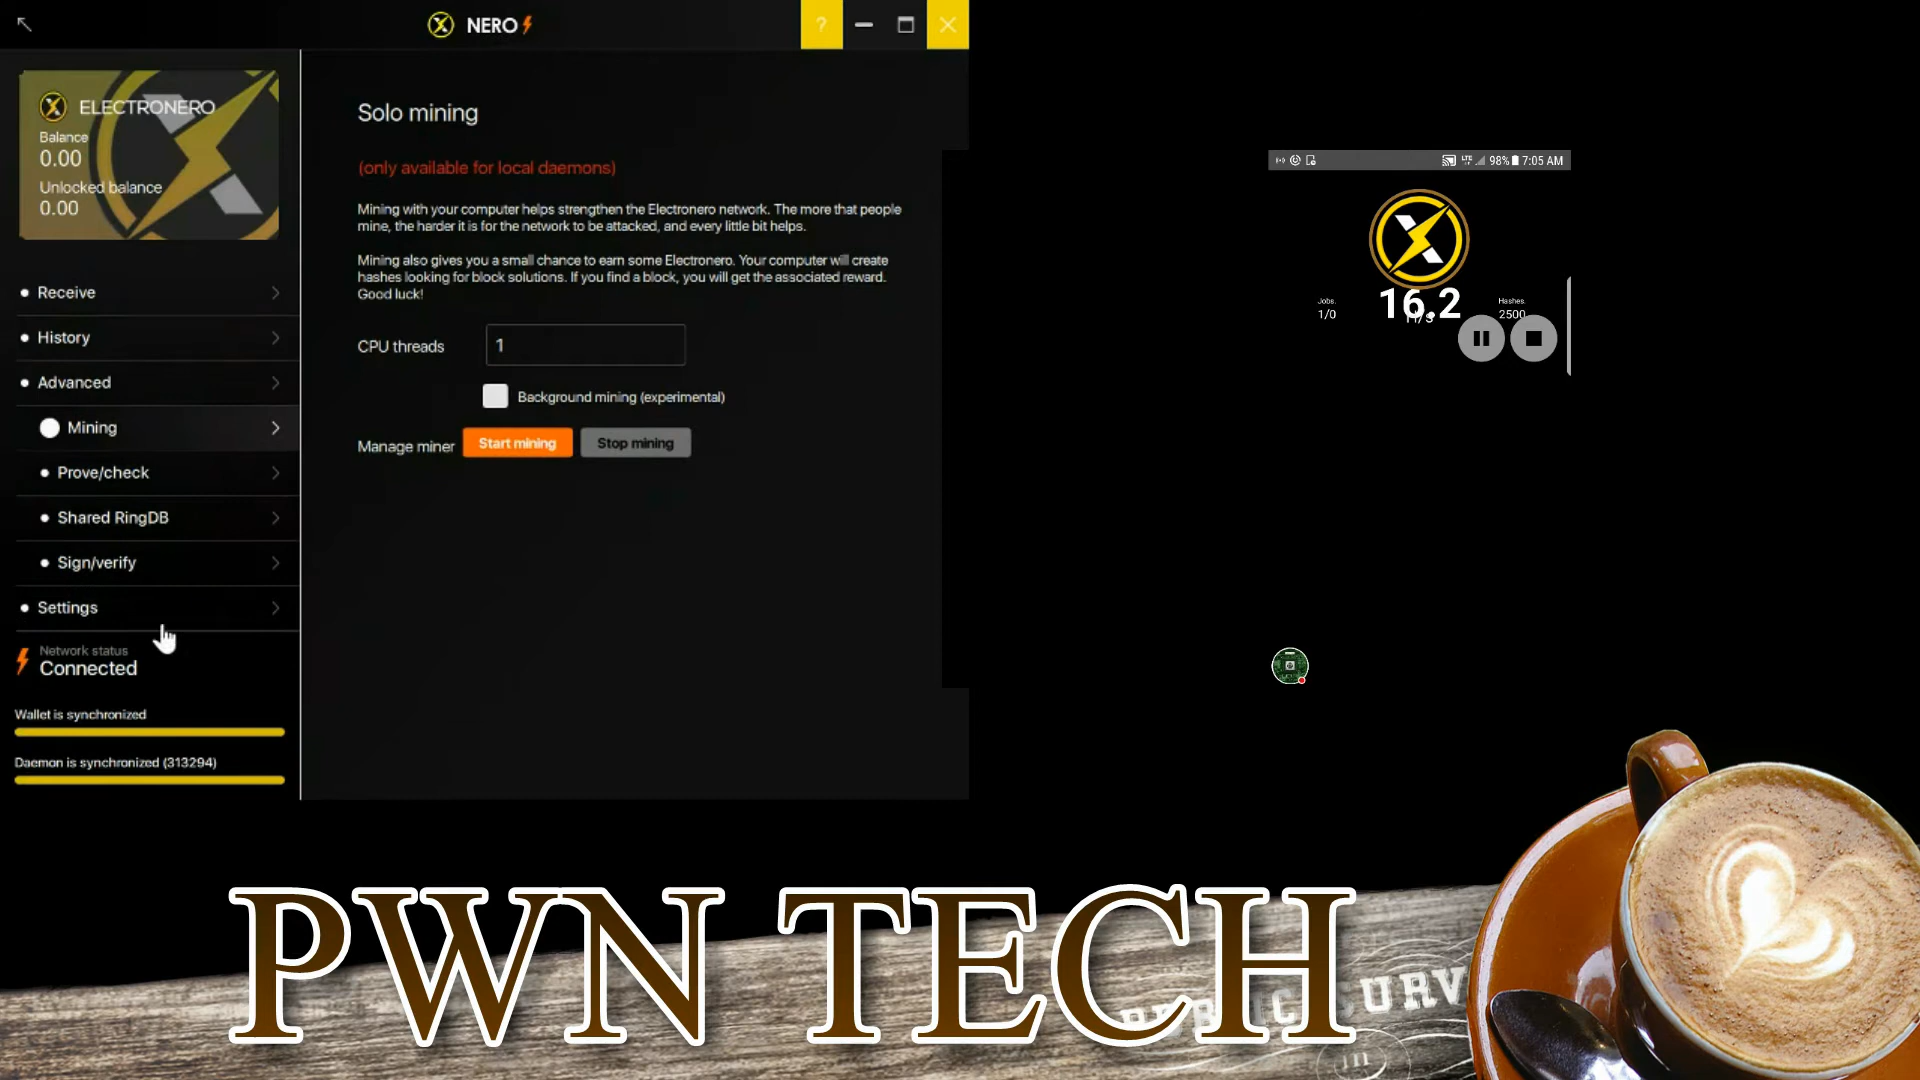 NERO
?
ELECTRONERO
Balance
0.00
Unlocked balance
0.00
Receive
History
Advanced
Mining
Prove/check
Shared RingDB
Sign/verify
Settings
Network status
Connected
Wallet is synchronized
Daemon is synchronized (313294)
Solo mining
(only available for local daemons)
Mining with your computer helps strengthen the Electronero network. The more that people
mine, the harder it is for the network to be attacked, and every little bit helps.
Mining also gives you a small chance to earn some Electronero. Your computer will create
hashes looking for block solutions. If you find a block, you will get the associated reward.
Good luck!
CPU threads
1
Background mining (experimental)
Manage miner
Start mining
Stop mining
LTE 98% 7:05 AM
Jobs.
1/0
16.2
H/s
Hashes.
2500
PWN TECH
III